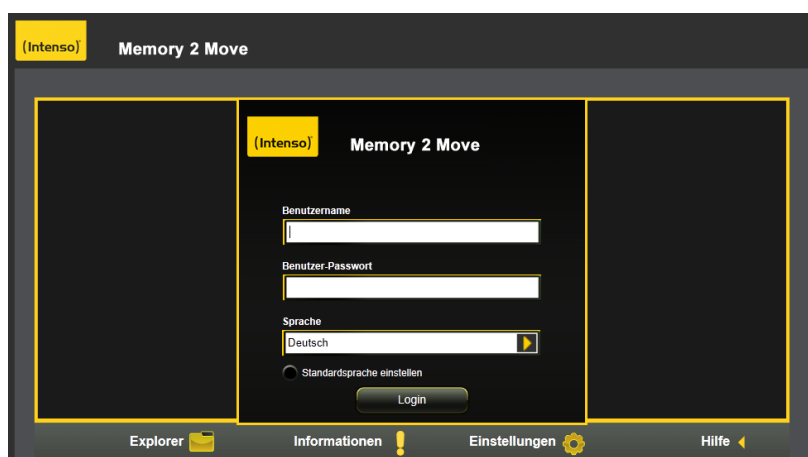 (Intenso)® Memory 2 Move
(Intenso)® Memory 2 Move
Benutzername
Benutzer-Passwort
Sprache
Deutsch
Standardsprache einstellen
Login
Explorer Informationen Einstellungen Hilfe